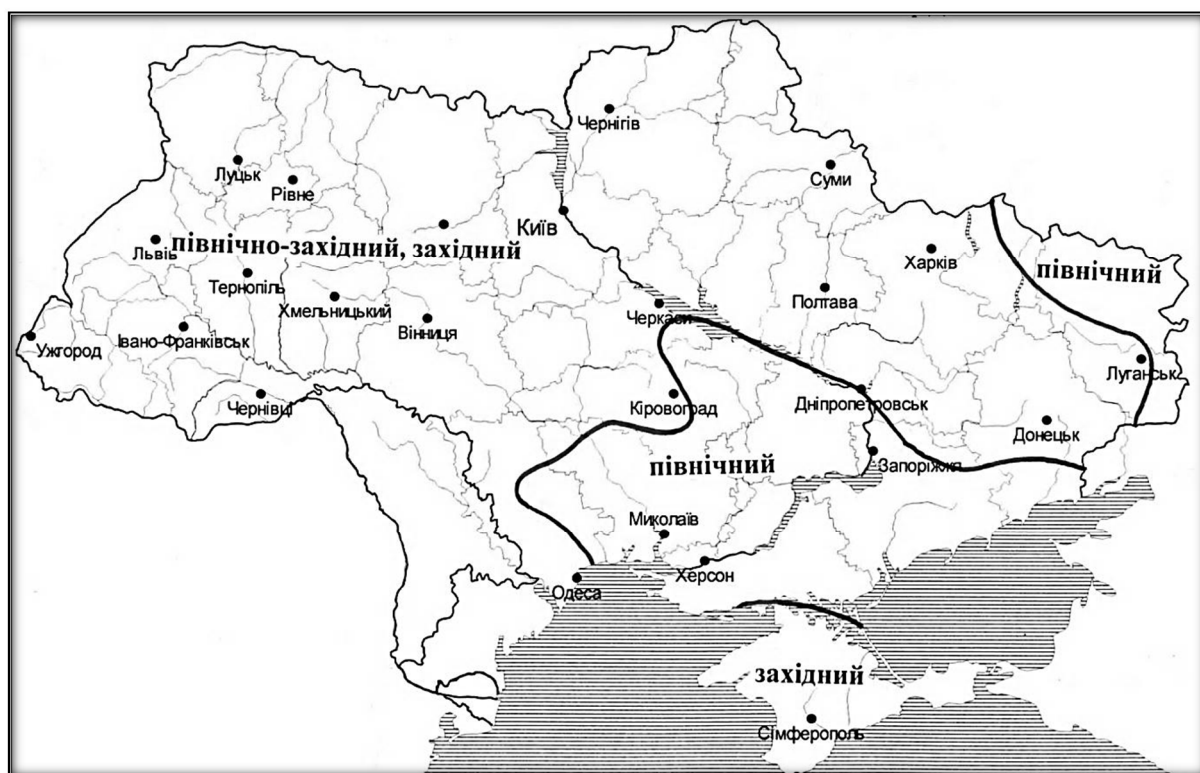 Чернігів
Луцьк
Рівне
Суми
Київ
північно-західний, західний
Львів
Харків
північний
Тернопіль
Хмельницький
Полтава
Черкаси
Вінниця
Ужгород
Івано-Франківськ
Луганськ
Чернівці
Кіровоград
Дніпропетровськ
Донецьк
північний
Запоріжжя
Миколаїв
Херсон
Одеса
західний
Сімферополь